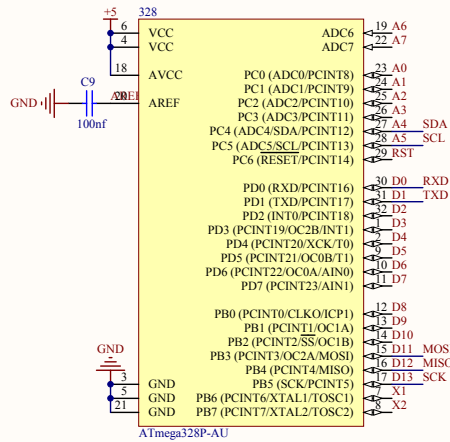 +5
328
6 VCC ADC6 19 A6
4 VCC ADC7 22 A7
18 AVCC PC0 (ADC0/PCINT8) 23 A0
PC1 (ADC1/PCINT9) 24 A1
C9
GND 100nf AREF 20 AREF PC2 (ADC2/PCINT10) 25 A2
PC3 (ADC3/PCINT11) 26 A3
PC4 (ADC4/SDA/PCINT12) 27 A4 SDA
PC5 (ADC5/SCL/PCINT13) 28 A5 SCL
PC6 (RESET/PCINT14) 29 RST
PD0 (RXD/PCINT16) 30 D0 RXD
PD1 (TXD/PCINT17) 31 D1 TXD
PD2 (INT0/PCINT18) 32 D2
PD3 (PCINT19/OC2B/INT1) 1 D3
PD4 (PCINT20/XCK/T0) 2 D4
PD5 (PCINT21/OC0B/T1) 9 D5
PD6 (PCINT22/OC0A/AIN0) 10 D6
PD7 (PCINT23/AIN1) 11 D7
PB0 (PCINT0/CLKO/ICP1) 12 D8
PB1 (PCINT1/OC1A) 13 D9
PB2 (PCINT2/SS/OC1B) 14 D10
GND
PB3 (PCINT3/OC2A/MOSI) 15 D11 MOS
PB4 (PCINT4/MISO) 16 D12 MISO
3 GND PB5 (SCK/PCINT5) 17 D13 SCK
5 GND PB6 (PCINT6/XTAL1/TOSC1) 7 X1
21 GND PB7 (PCINT7/XTAL2/TOSC2) 8 X2
ATmega328P-AU